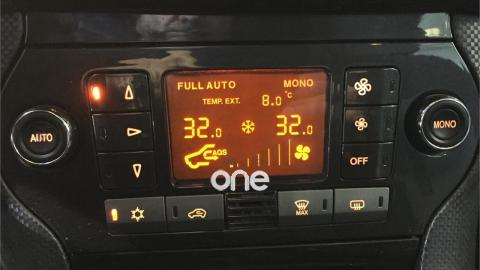 FULL AUTO MONO
TEMP. EXT. 8.0 °C
AUTO
32.0 32.0
MONO
AQS
OFF
one
MAX